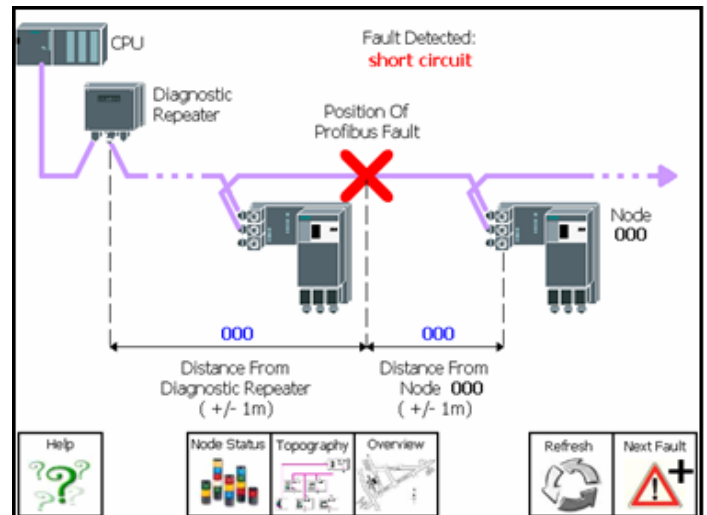 CPU
Fault Detected:
short circuit
Diagnostic
Repeater
Position Of
Profibus Fault
Node
000
000
000
Distance From
Diagnostic Repeater
( +/- 1m)
Distance From
Node 000
( +/- 1m)
Help
Node Status
Topography
Overview
Refresh
Next Fault